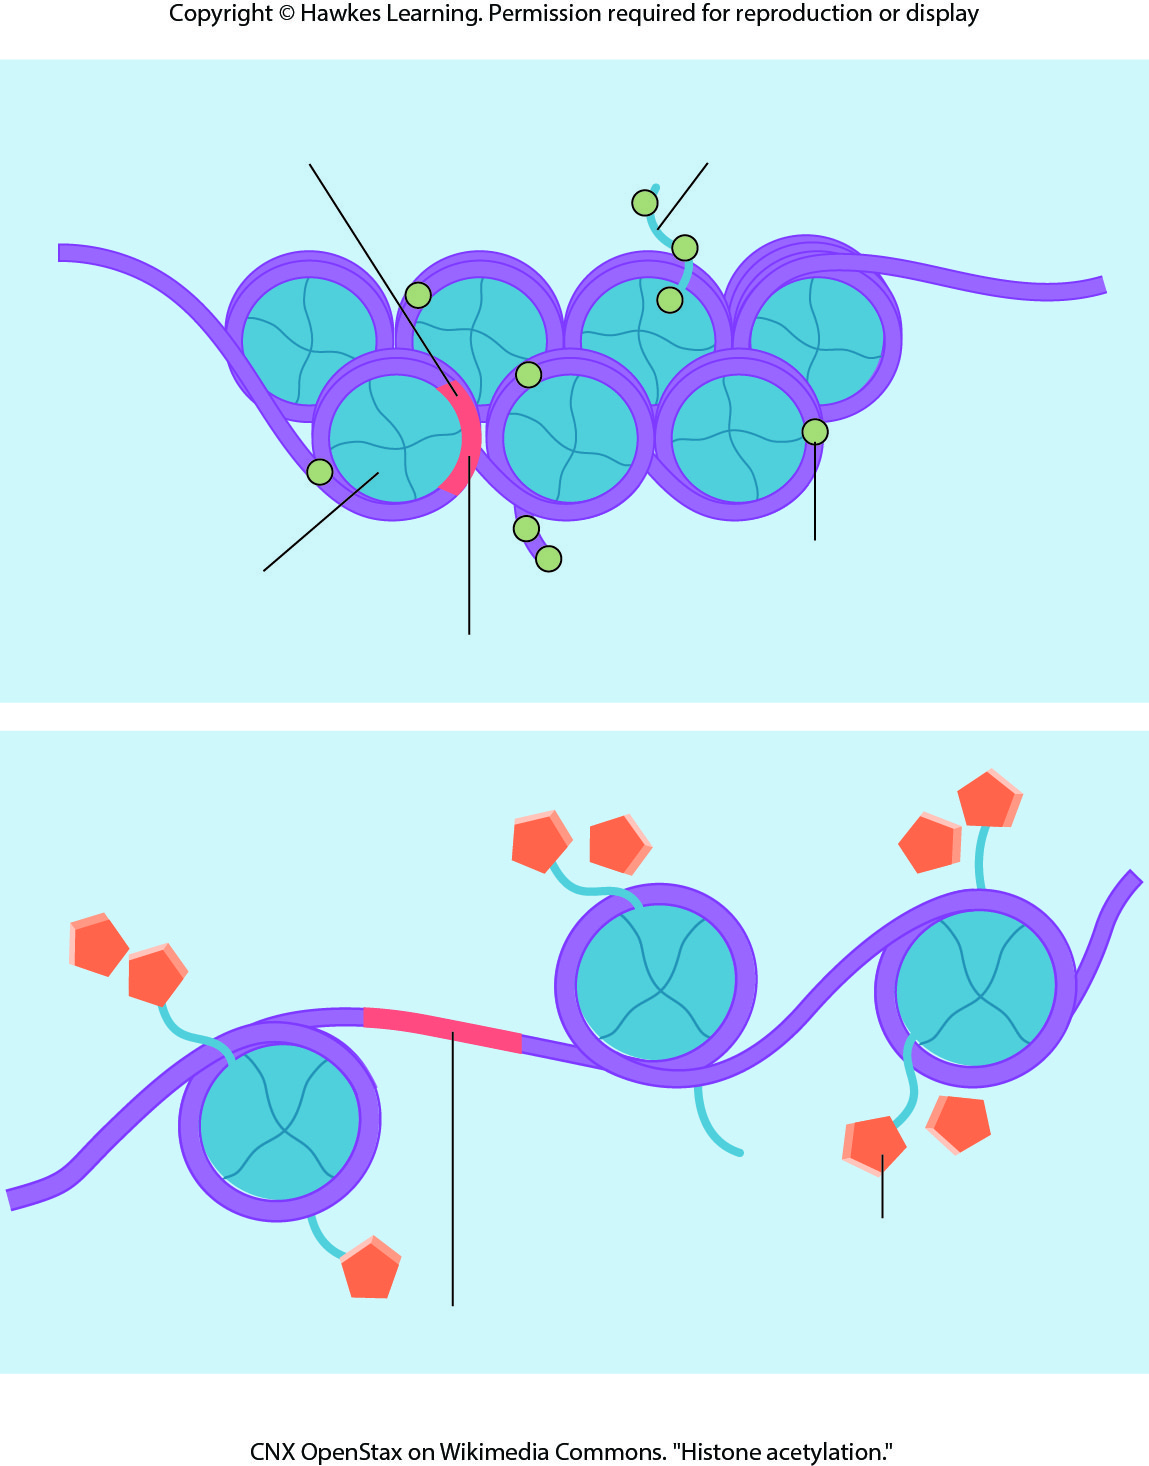 Copyright © Hawkes Learning. Permission required for reproduction or display
CNX OpenStax on Wikimedia Commons. "Histone acetylation."